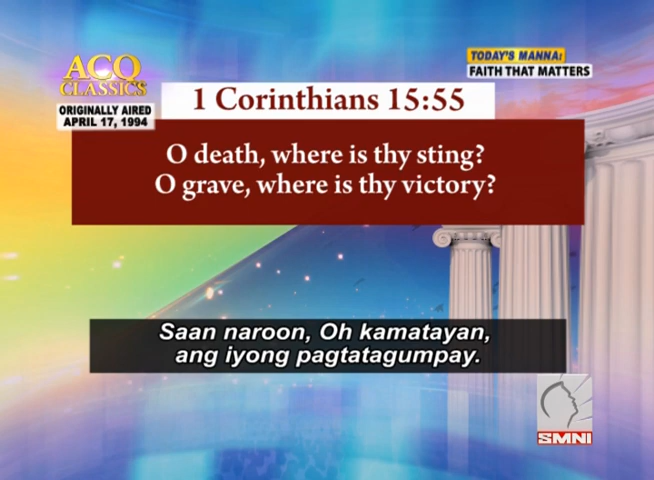 ACQ
CLASSICS
ORIGINALLY AIRED
APRIL 17, 1994
TODAY'S MANNA:
FAITH THAT MATTERS
1 Corinthians 15:55
O death, where is thy sting?
O grave, where is thy victory?
Saan naroon, Oh kamatayan,
ang iyong pagtatagumpay.
SMNI